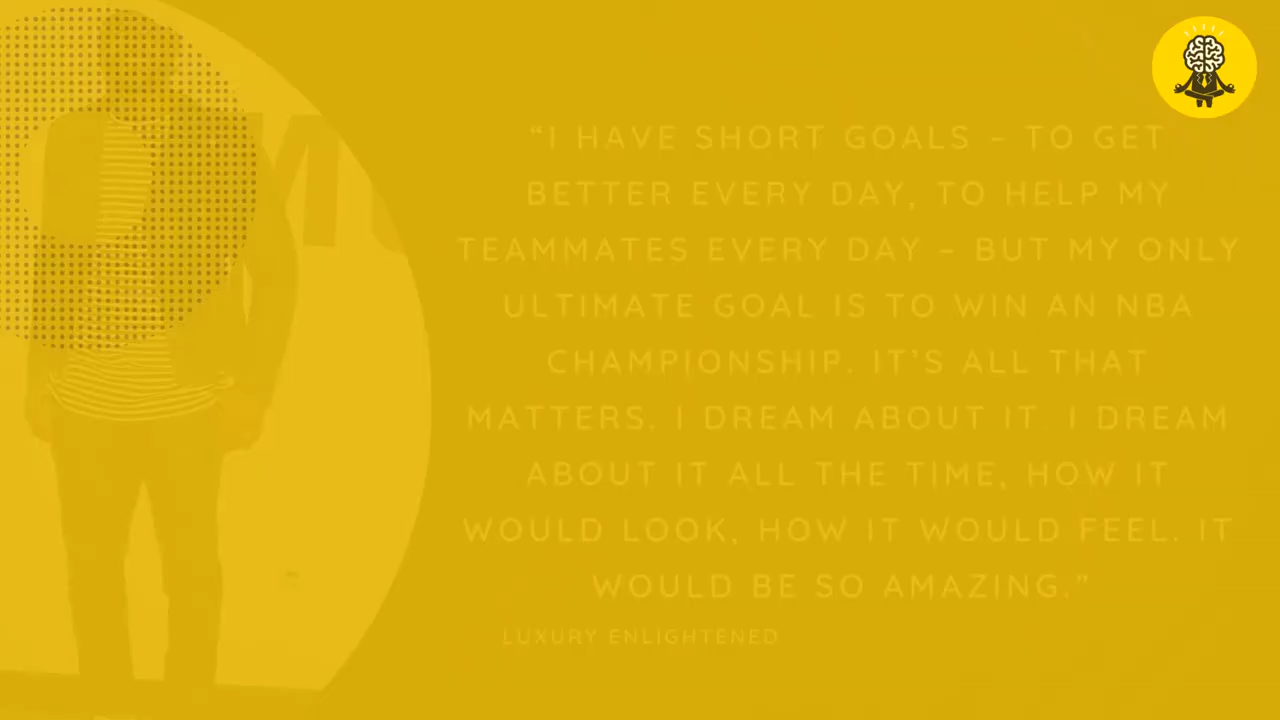 “I HAVE SHORT GOALS – TO GET
BETTER EVERY DAY, TO HELP MY
TEAMMATES EVERY DAY – BUT MY ONLY
ULTIMATE GOAL IS TO WIN AN NBA
CHAMPIONSHIP. IT’S ALL THAT
MATTERS. I DREAM ABOUT IT. I DREAM
ABOUT IT ALL THE TIME, HOW IT
WOULD LOOK, HOW IT WOULD FEEL. IT
WOULD BE SO AMAZING.”
LUXURY ENLIGHTENED